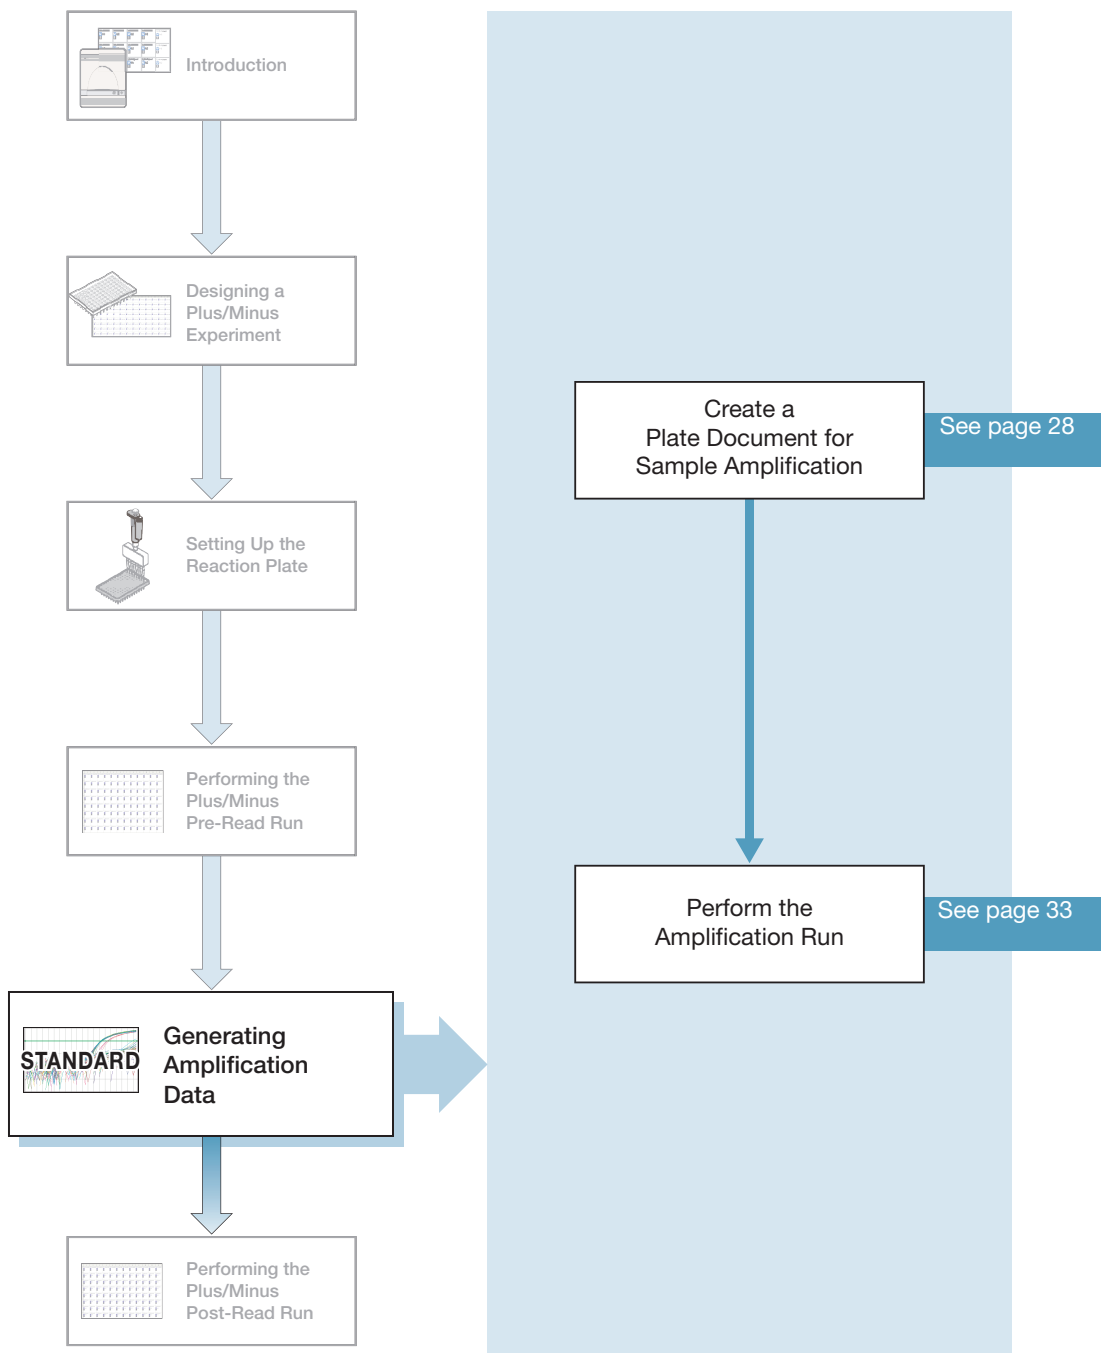 Introduction
Designing a
Plus/Minus
Experiment
Setting Up the
Reaction Plate
Performing the
Plus/Minus
Pre-Read Run
STANDARD
Generating
Amplification
Data
Performing the
Plus/Minus
Post-Read Run
Create a
Plate Document for
Sample Amplification
See page 28
Perform the
Amplification Run
See page 33